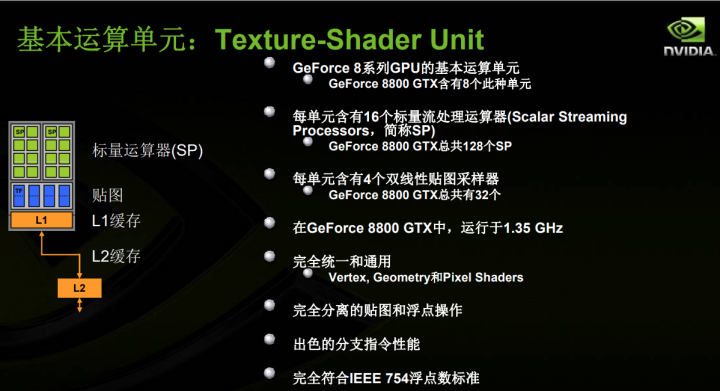 基本运算单元：Texture-Shader Unit
NVIDIA
GeForce 8系列GPU的基本运算单元
GeForce 8800 GTX含有8个此种单元
每单元含有16个标量流处理运算器(Scalar Streaming
Processors，简称SP)
GeForce 8800 GTX总共128个SP
每单元含有4个双线性贴图采样器
GeForce 8800 GTX总共有32个
在GeForce 8800 GTX中，运行于1.35 GHz
完全统一和通用
Vertex, Geometry和Pixel Shaders
完全分离的贴图和浮点操作
出色的分支指令性能
完全符合IEEE 754浮点数标准
SP SP
标量运算器(SP)
TF
贴图
L1
L1缓存
L2缓存
L2